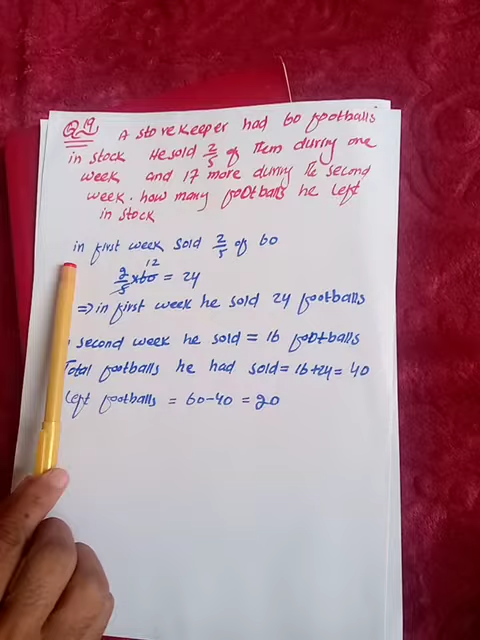 Q.19 A storekeeper had 60 footballs
in stock He sold 2/5 of them during one
week and 17 more during the second
week. how many footballs he left
in stock
in first week sold 2/5 of 60
2/5 × 60 12 = 24
⇒ in first week he sold 24 footballs
second week he sold = 16 footballs
Total footballs he had sold = 16+24 = 40
Left footballs = 60-40 = 20